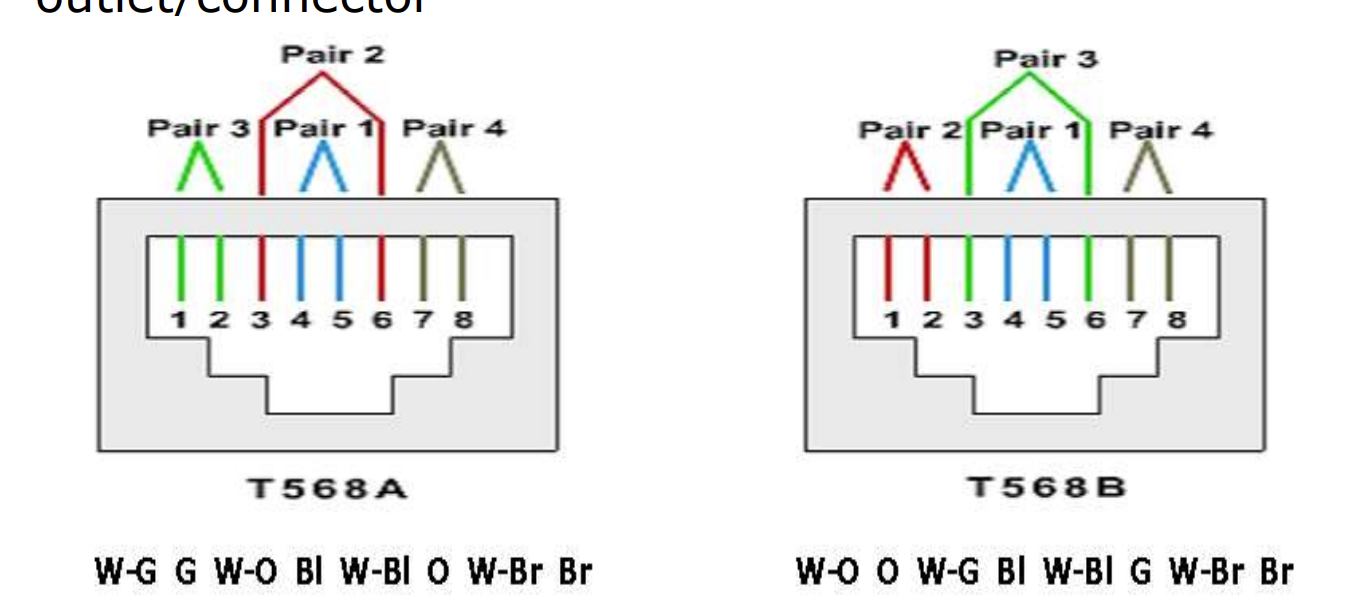 outlet/connector
Pair 2
Pair 3 Pair 1 Pair 4
1 2 3 4 5 6 7 8
T568A
W-G G W-O Bl W-Bl O W-Br Br
Pair 3
Pair 2 Pair 1 Pair 4
1 2 3 4 5 6 7 8
T568B
W-O O W-G Bl W-Bl G W-Br Br